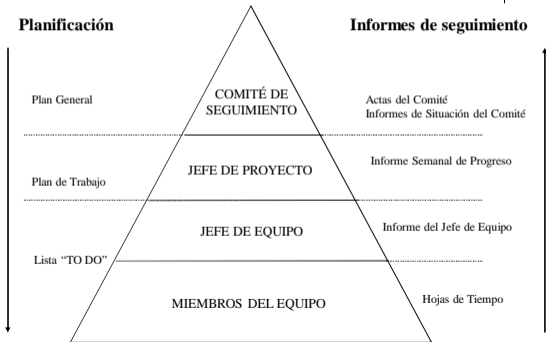 Planificación
Informes de seguimiento
COMITÉ DE
SEGUIMIENTO
Plan General
Actas del Comité
Informes de Situación del Comité
JEFE DE PROYECTO
Informe Semanal de Progreso
Plan de Trabajo
JEFE DE EQUIPO
Informe del Jefe de Equipo
Lista “TO DO”
MIEMBROS DEL EQUIPO
Hojas de Tiempo